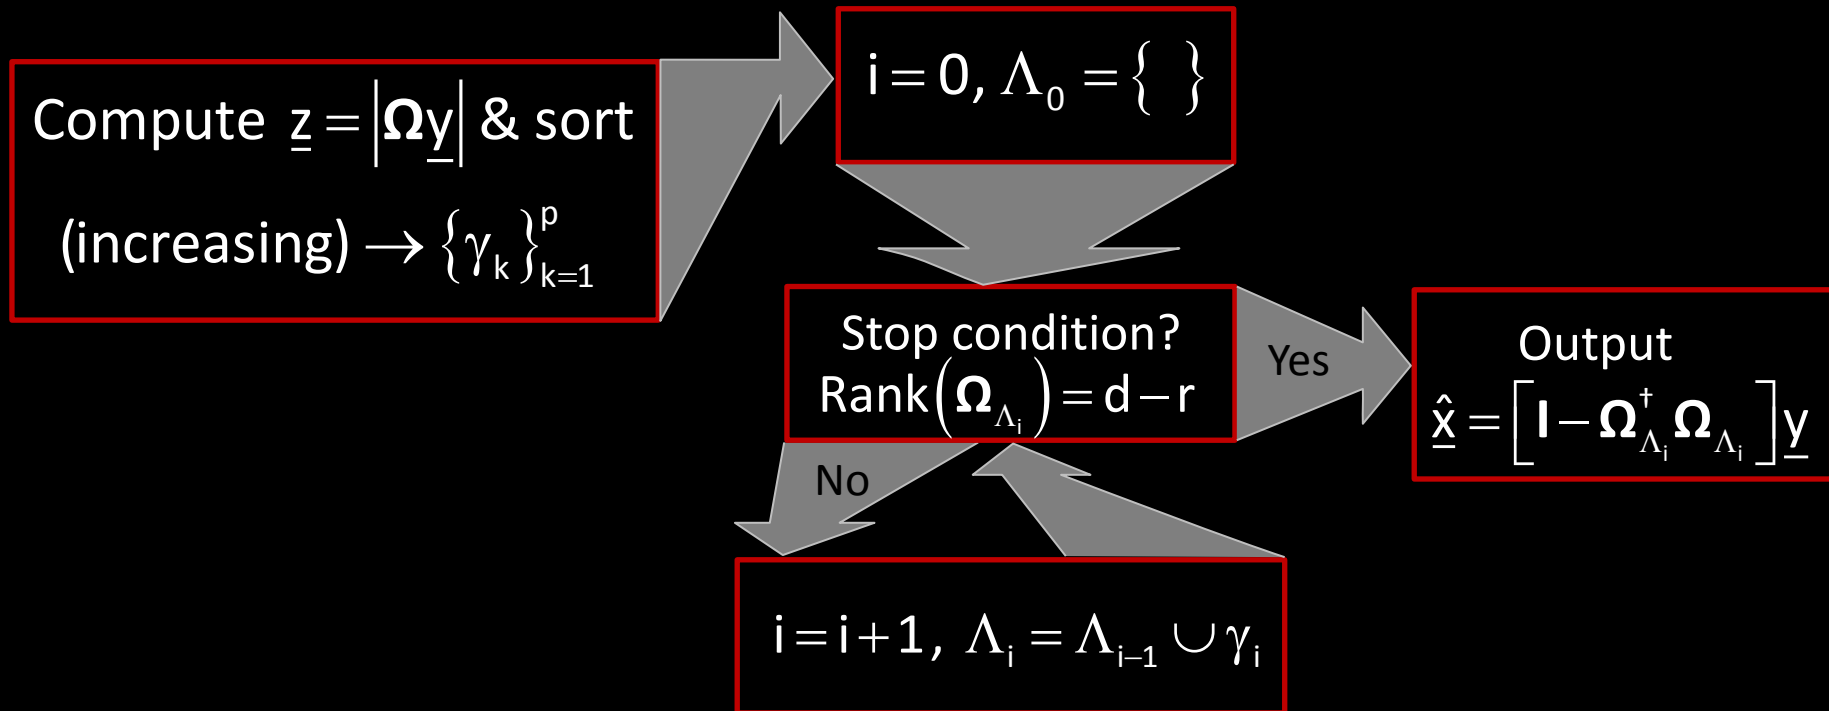 Compute z̲ = |Ωy̲| & sort
(increasing) → {γ_k}_{k=1}^p
i = 0, Λ_0 = { }
Stop condition?
Rank(Ω_{Λ_i}) = d − r
Yes
Output
x̲̂ = [I − Ω_{Λ_i}^† Ω_{Λ_i}] y̲
No
i = i + 1, Λ_i = Λ_{i−1} ∪ γ_i